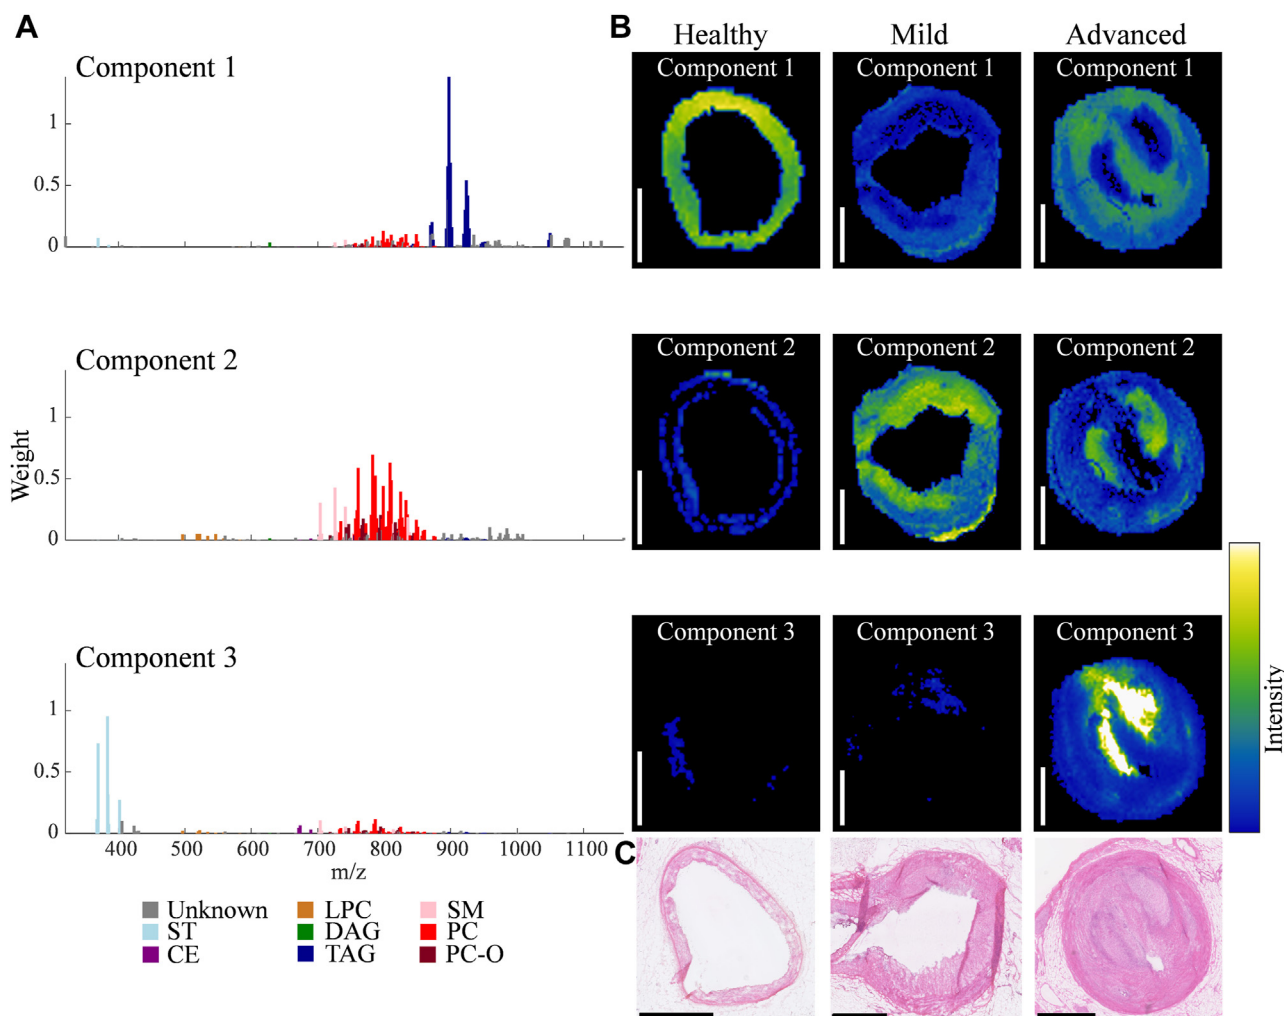 A
B
Healthy
Mild
Advanced
Component 1
1
0.5
0
Component 1
Component 1
Component 1
Component 2
1
0.5
0
Component 2
Component 2
Component 2
Weight
Component 3
1
0.5
0
Component 3
Component 3
Component 3
Intensity
400 500 600 700 800 900 1000 1100
m/z
C
Unknown LPC SM
ST DAG PC
CE TAG PC-O